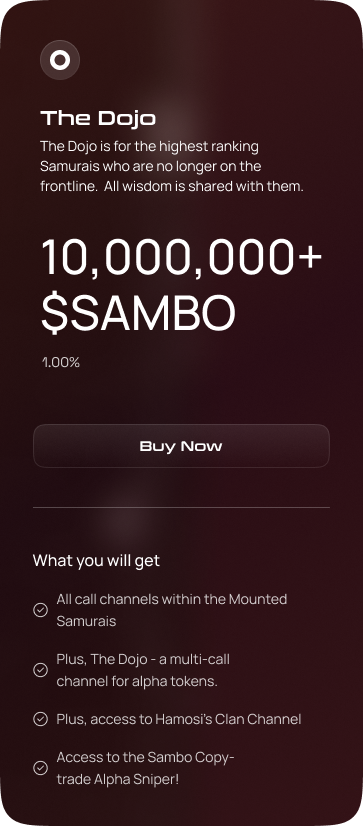 The Dojo
The Dojo is for the highest ranking
Samurais who are no longer on the
frontline.  All wisdom is shared with them.
10,000,000+
$SAMBO
1.00%
Buy Now
What you will get
All call channels within the Mounted
Samurais
Plus, The Dojo - a multi-call
channel for alpha tokens.
Plus, access to Hamosi's Clan Channel
Access to the Sambo Copy-
trade Alpha Sniper!